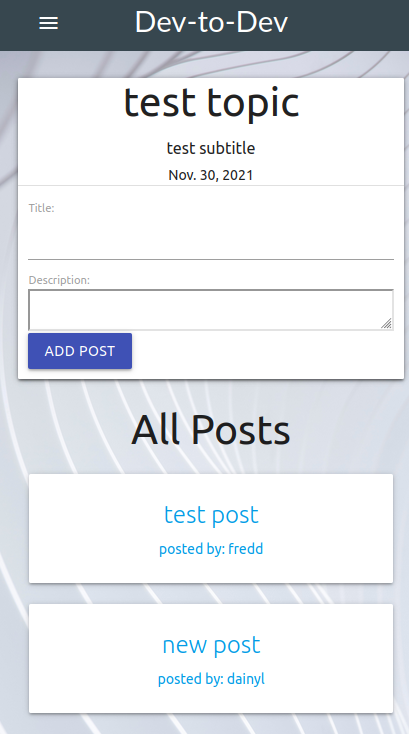 Dev-to-Dev
test topic
test subtitle
Nov. 30, 2021
Title:
Description:
ADD POST
All Posts
test post
posted by: fredd
new post
posted by: dainyl